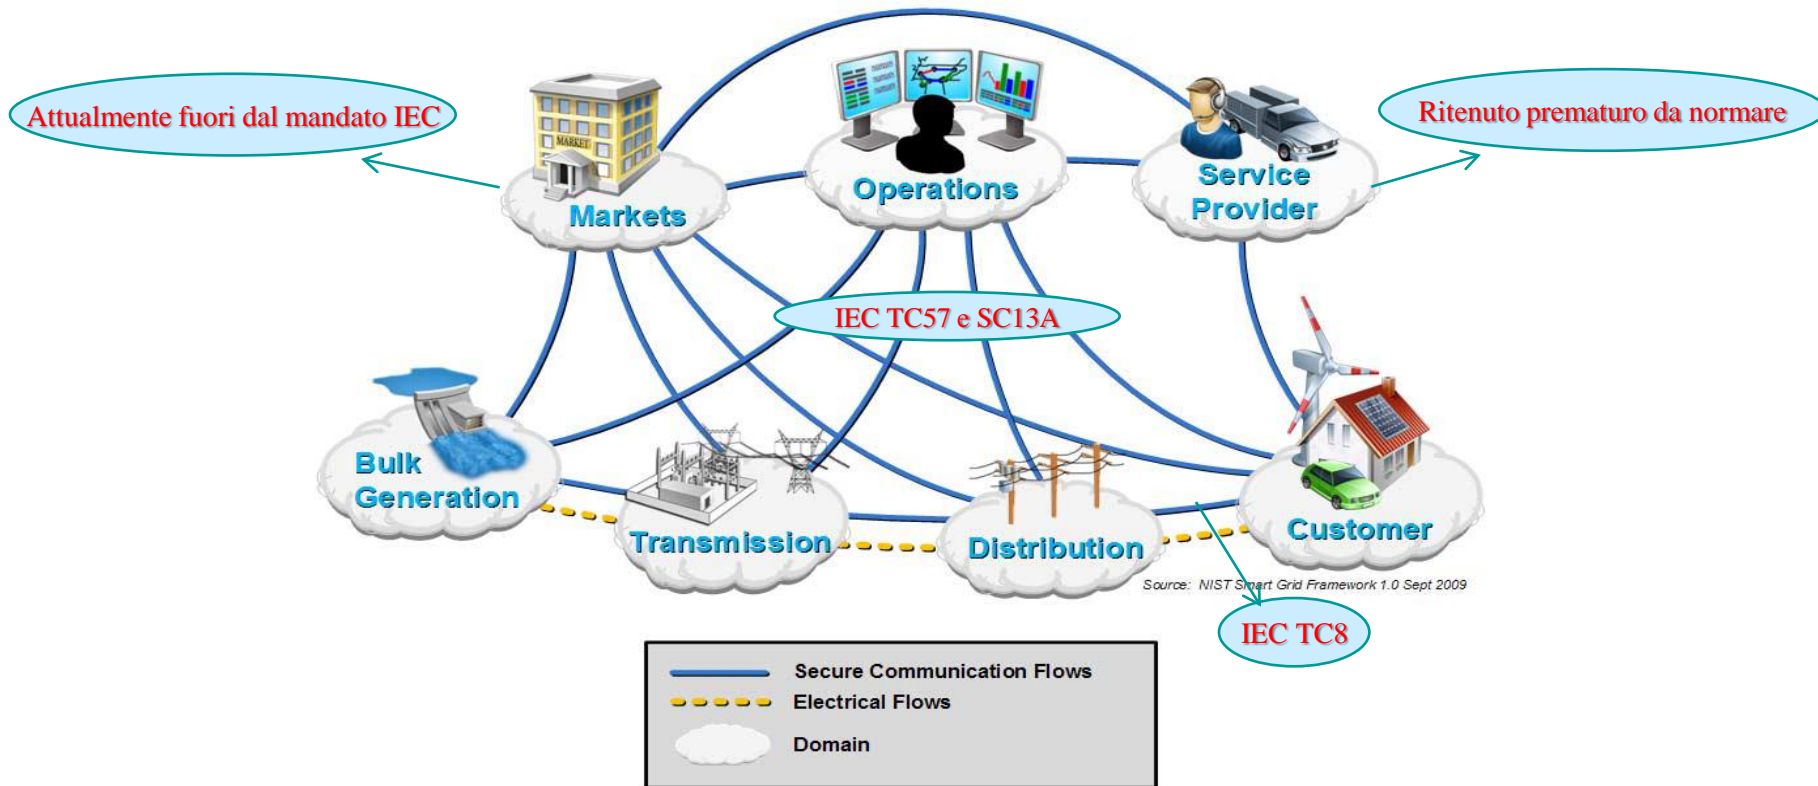 Attualmente fuori dal mandato IEC
MARKET
Markets
Operations
Service
Provider
Ritenuto prematuro da normare
IEC TC57 e SC13A
Bulk
Generation
Transmission
Distribution
Customer
Source: NIST Smart Grid Framework 1.0 Sept 2009
IEC TC8
Secure Communication Flows
Electrical Flows
Domain